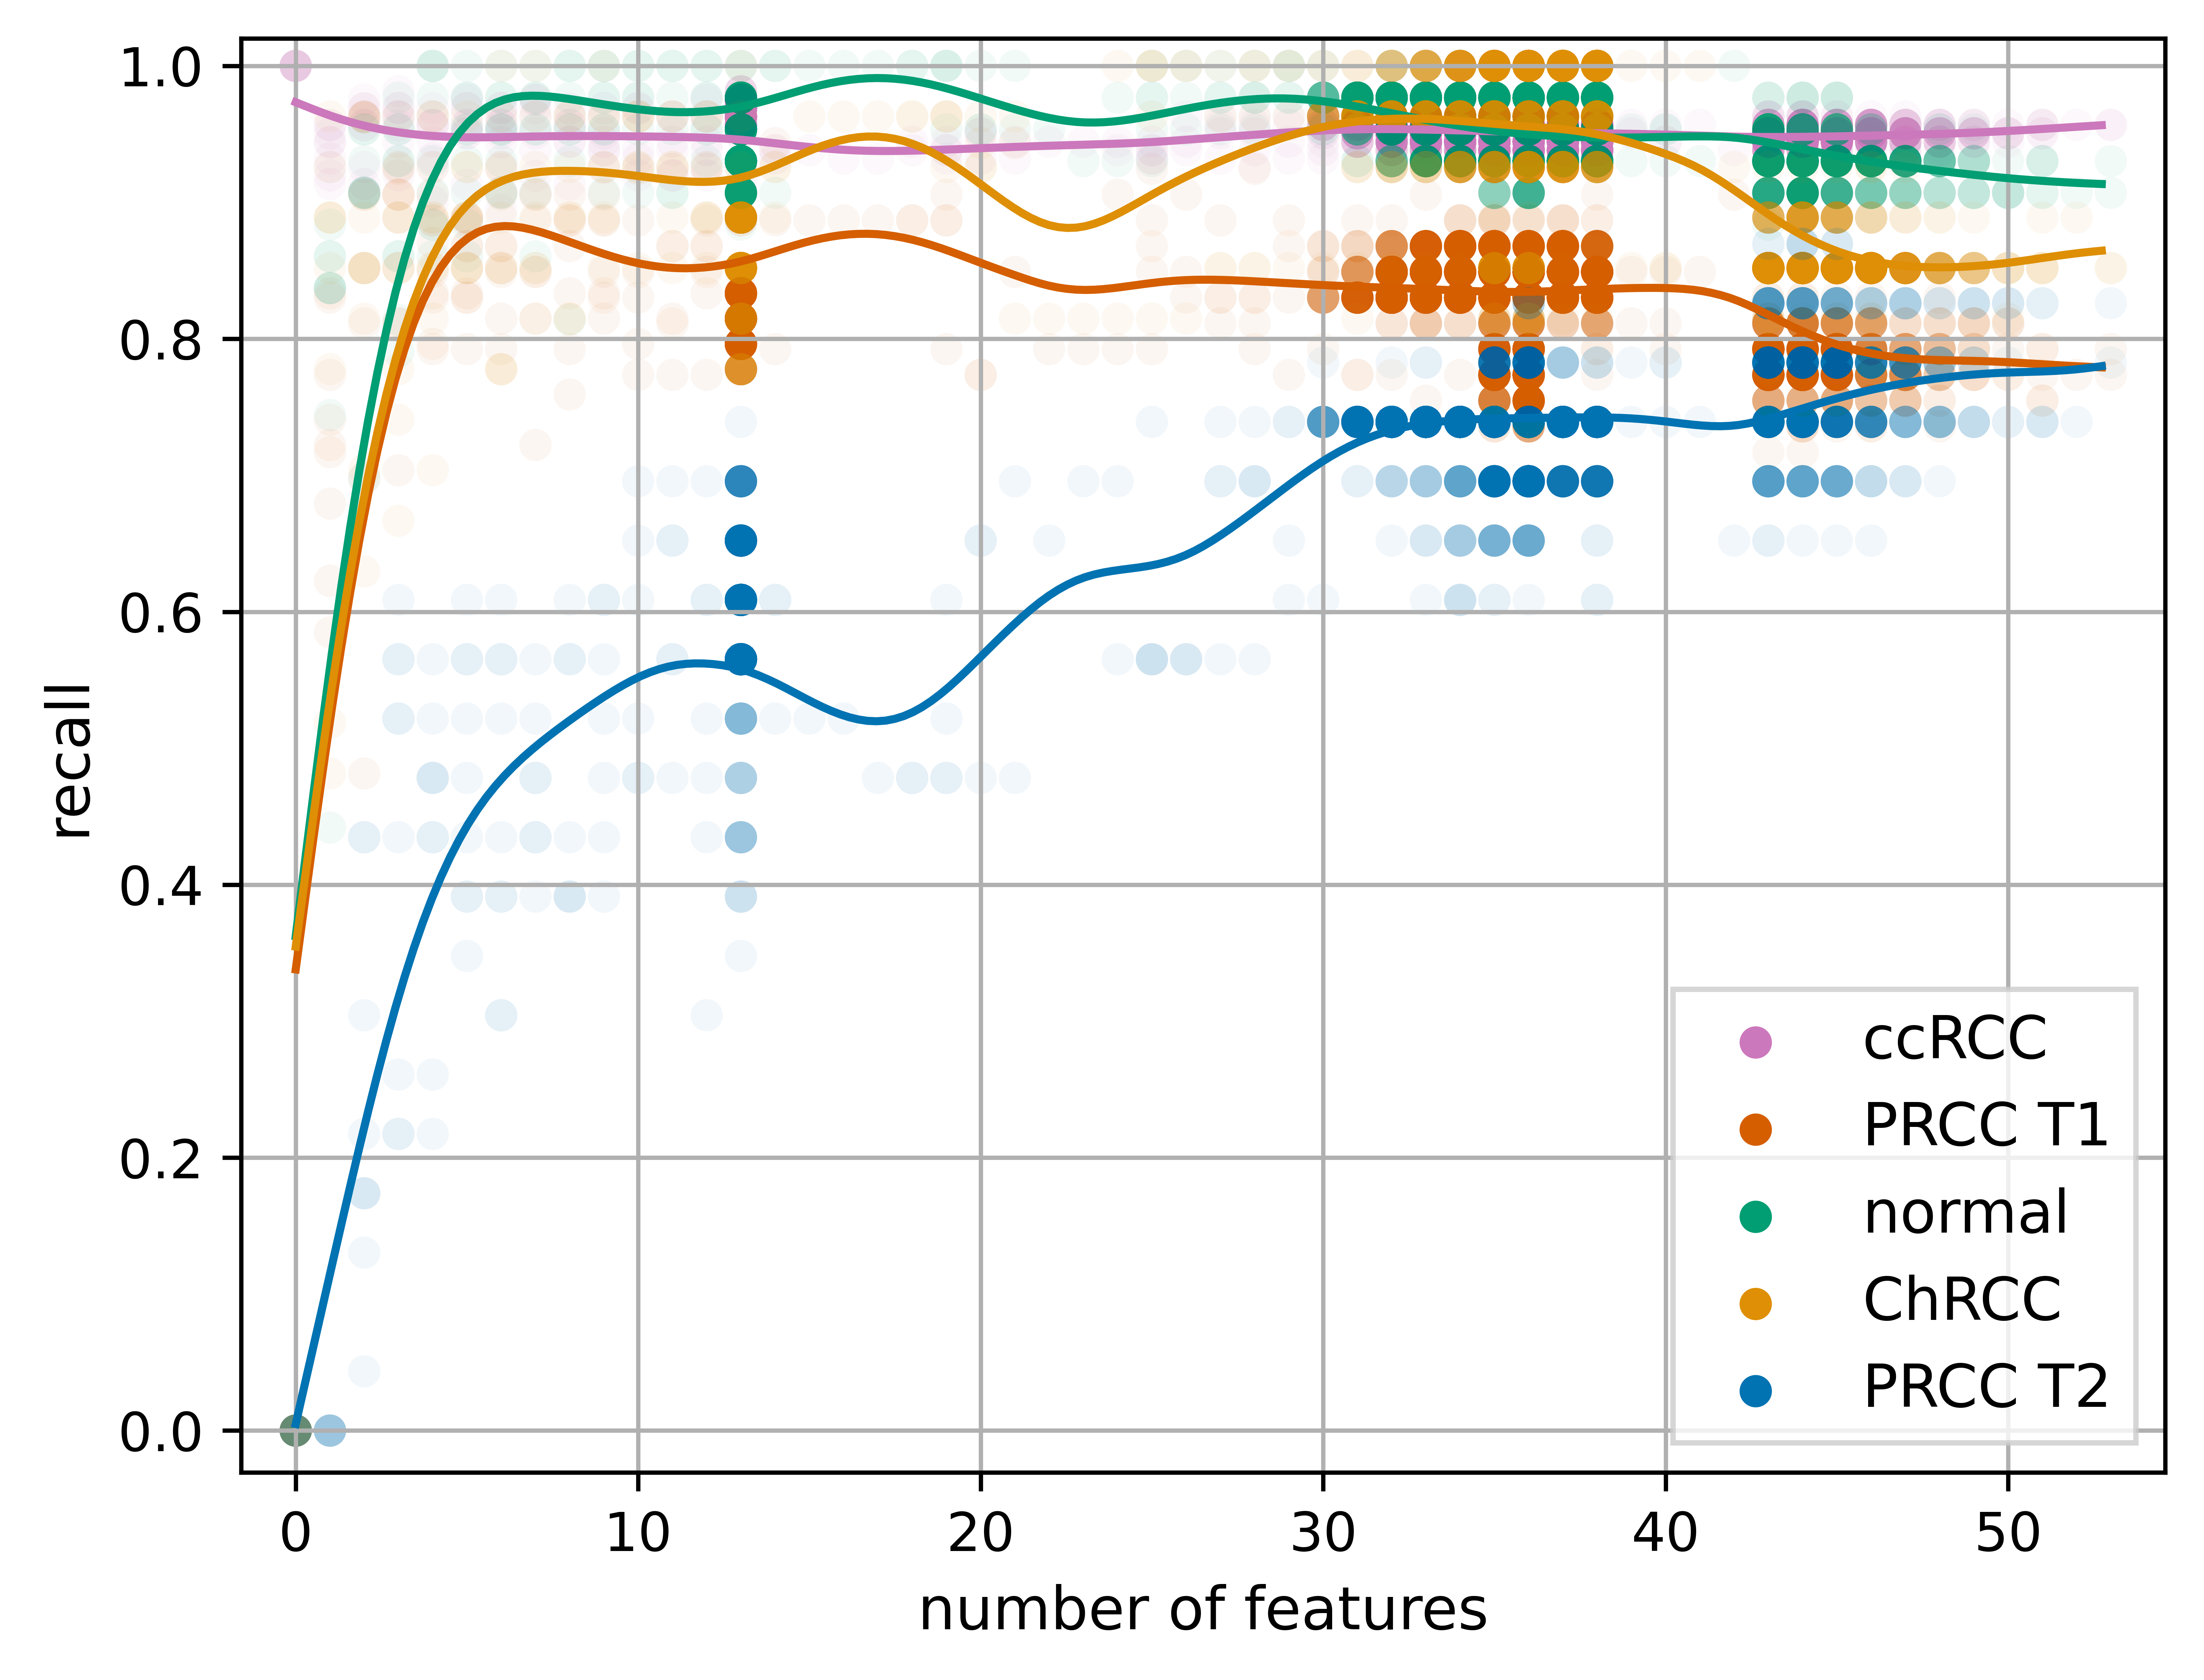 1.0
0.8
0.6
0.4
0.2
0.0
recall
0 10 20 30 40 50
number of features
ccRCC
PRCC T1
normal
ChRCC
PRCC T2